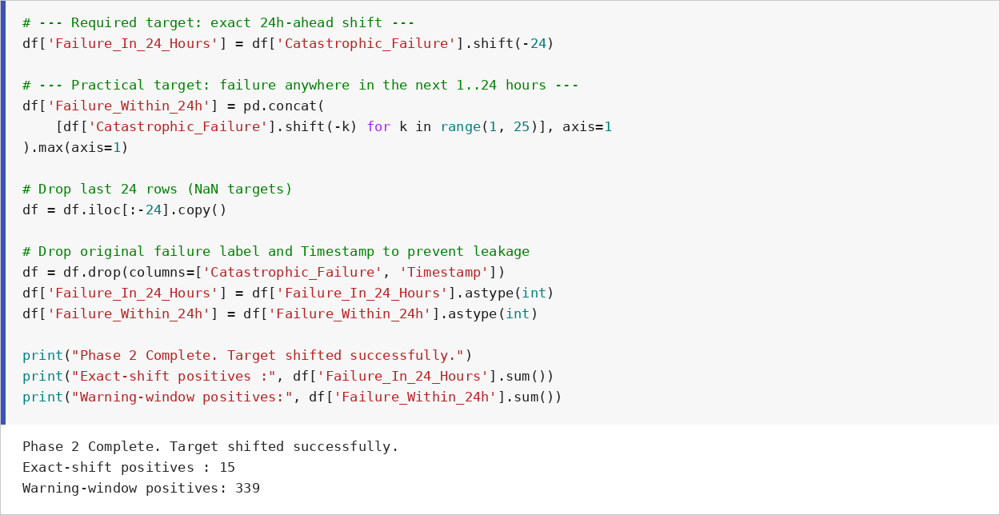 # --- Required target: exact 24h-ahead shift ---
df['Failure_In_24_Hours'] = df['Catastrophic_Failure'].shift(-24)

# --- Practical target: failure anywhere in the next 1..24 hours ---
df['Failure_Within_24h'] = pd.concat(
    [df['Catastrophic_Failure'].shift(-k) for k in range(1, 25)], axis=1
).max(axis=1)

# Drop last 24 rows (NaN targets)
df = df.iloc[:-24].copy()

# Drop original failure label and Timestamp to prevent leakage
df = df.drop(columns=['Catastrophic_Failure', 'Timestamp'])
df['Failure_In_24_Hours'] = df['Failure_In_24_Hours'].astype(int)
df['Failure_Within_24h'] = df['Failure_Within_24h'].astype(int)

print("Phase 2 Complete. Target shifted successfully.")
print("Exact-shift positives :", df['Failure_In_24_Hours'].sum())
print("Warning-window positives:", df['Failure_Within_24h'].sum())

Phase 2 Complete. Target shifted successfully.
Exact-shift positives : 15
Warning-window positives: 339